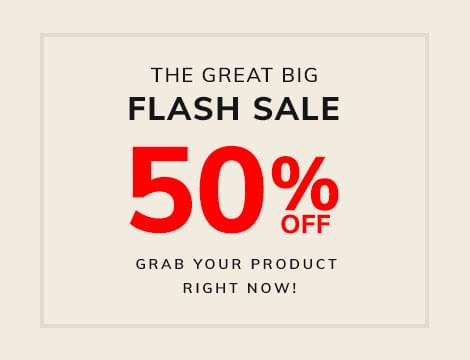 THE GREAT BIG
FLASH SALE
50%
OFF
GRAB YOUR PRODUCT
RIGHT NOW!